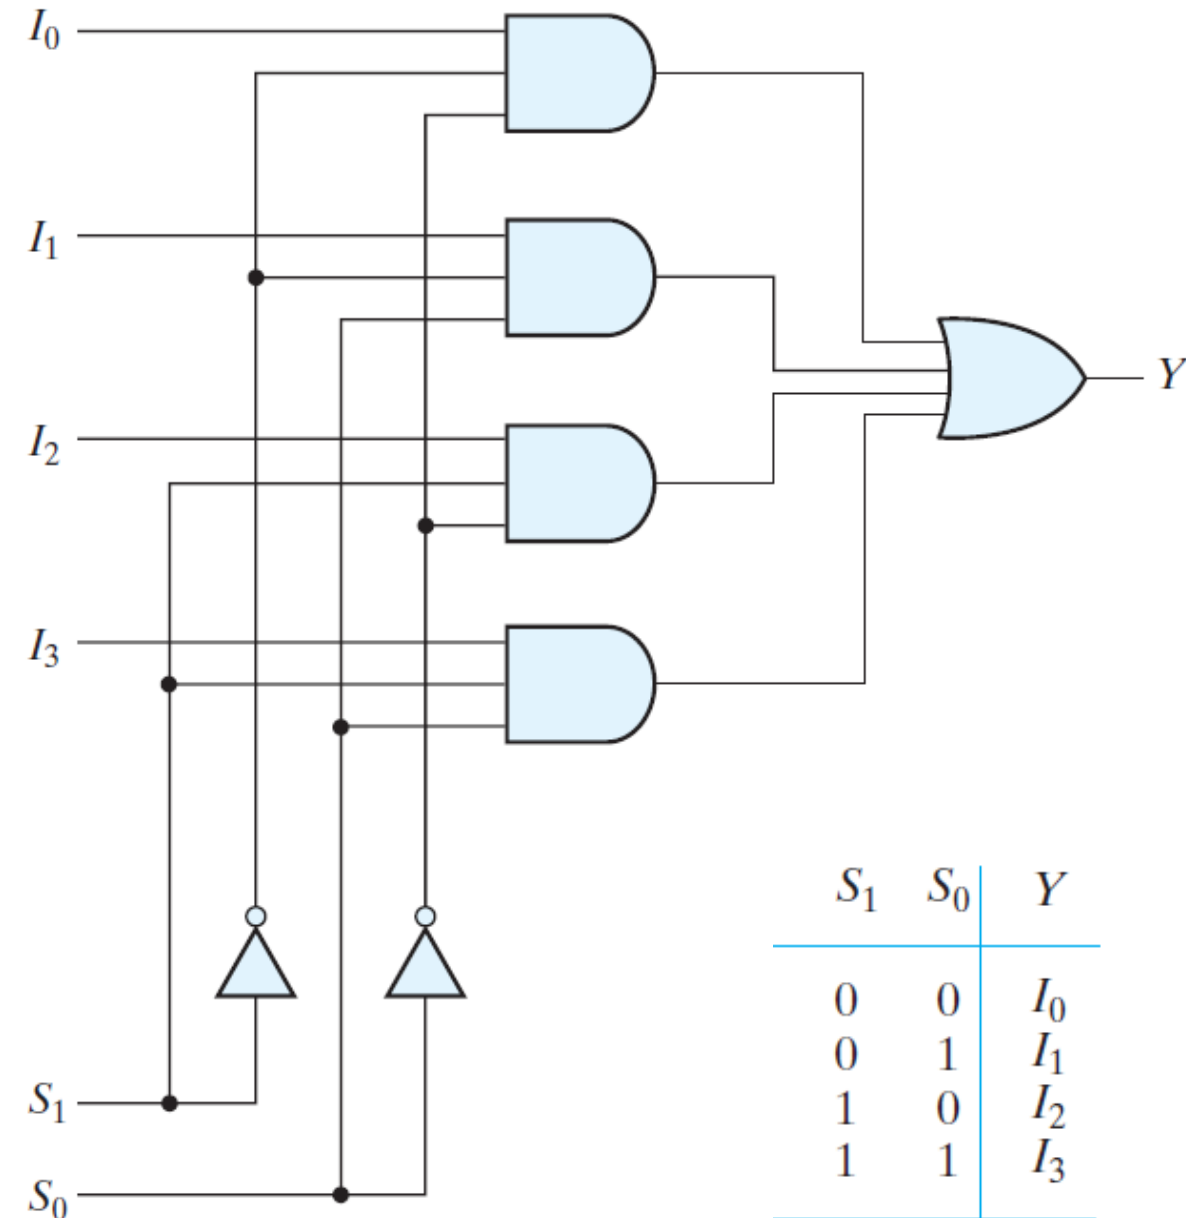 I₀
I₁
Y
I₂
I₃
S₁ S₀ Y
0 0 I₀
0 1 I₁
1 0 I₂
1 1 I₃
S₁
S₀